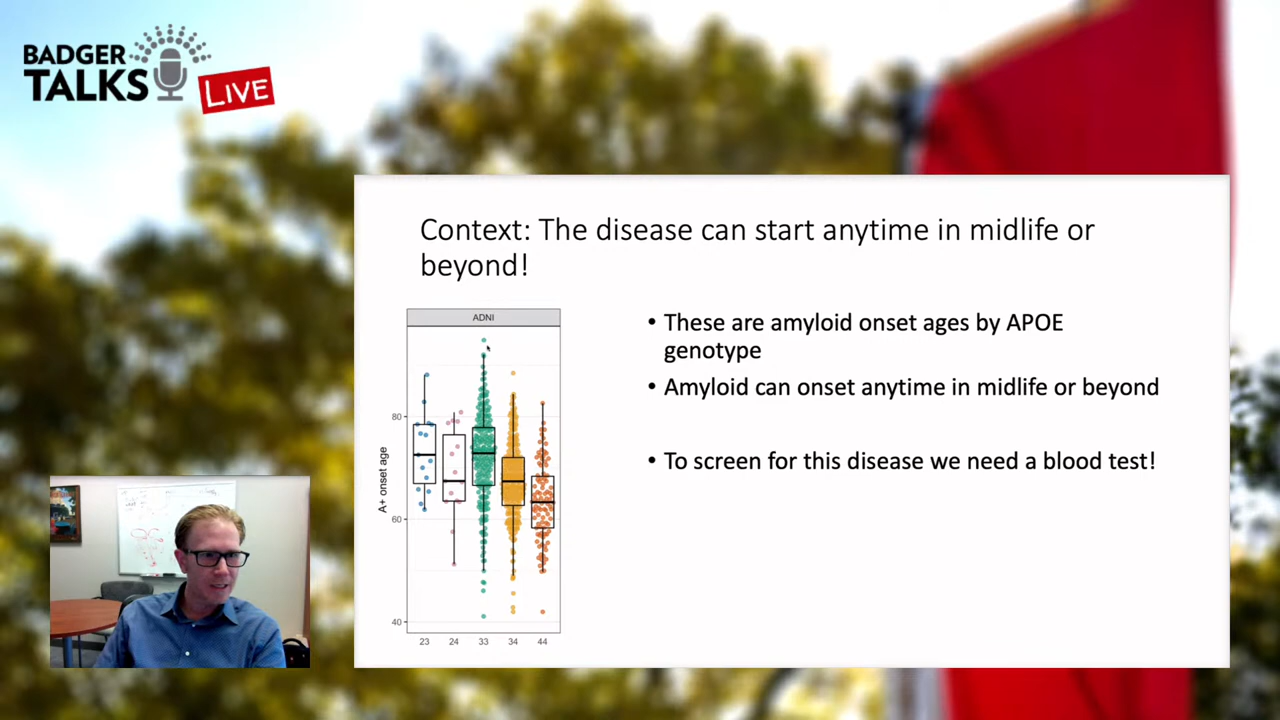 BADGER
TALKS
LIVE
Context: The disease can start anytime in midlife or
beyond!
ADNI
A+ onset age
80
60
40
23 24 33 34 44
• These are amyloid onset ages by APOE
genotype
• Amyloid can onset anytime in midlife or beyond
• To screen for this disease we need a blood test!